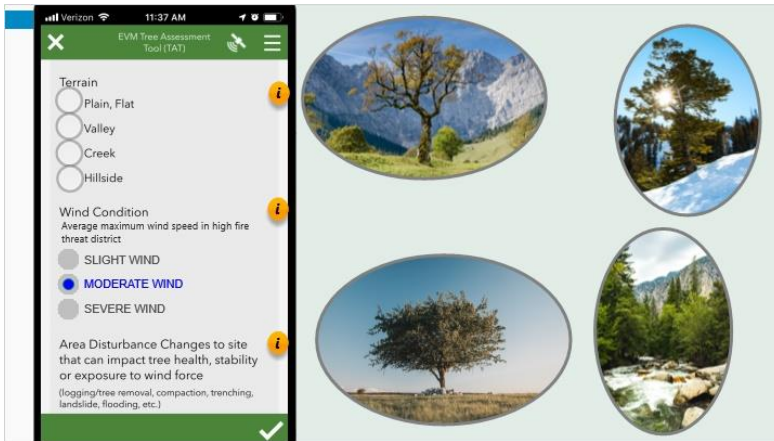 Verizon 11:37 AM
EVM Tree Assessment
Tool (TAT)
Terrain
Plain, Flat
Valley
Creek
Hillside
Wind Condition
Average maximum wind speed in high fire
threat district
SLIGHT WIND
MODERATE WIND
SEVERE WIND
Area Disturbance Changes to site
that can impact tree health, stability
or exposure to wind force
(logging/tree removal, compaction, trenching,
landslide, flooding, etc.)